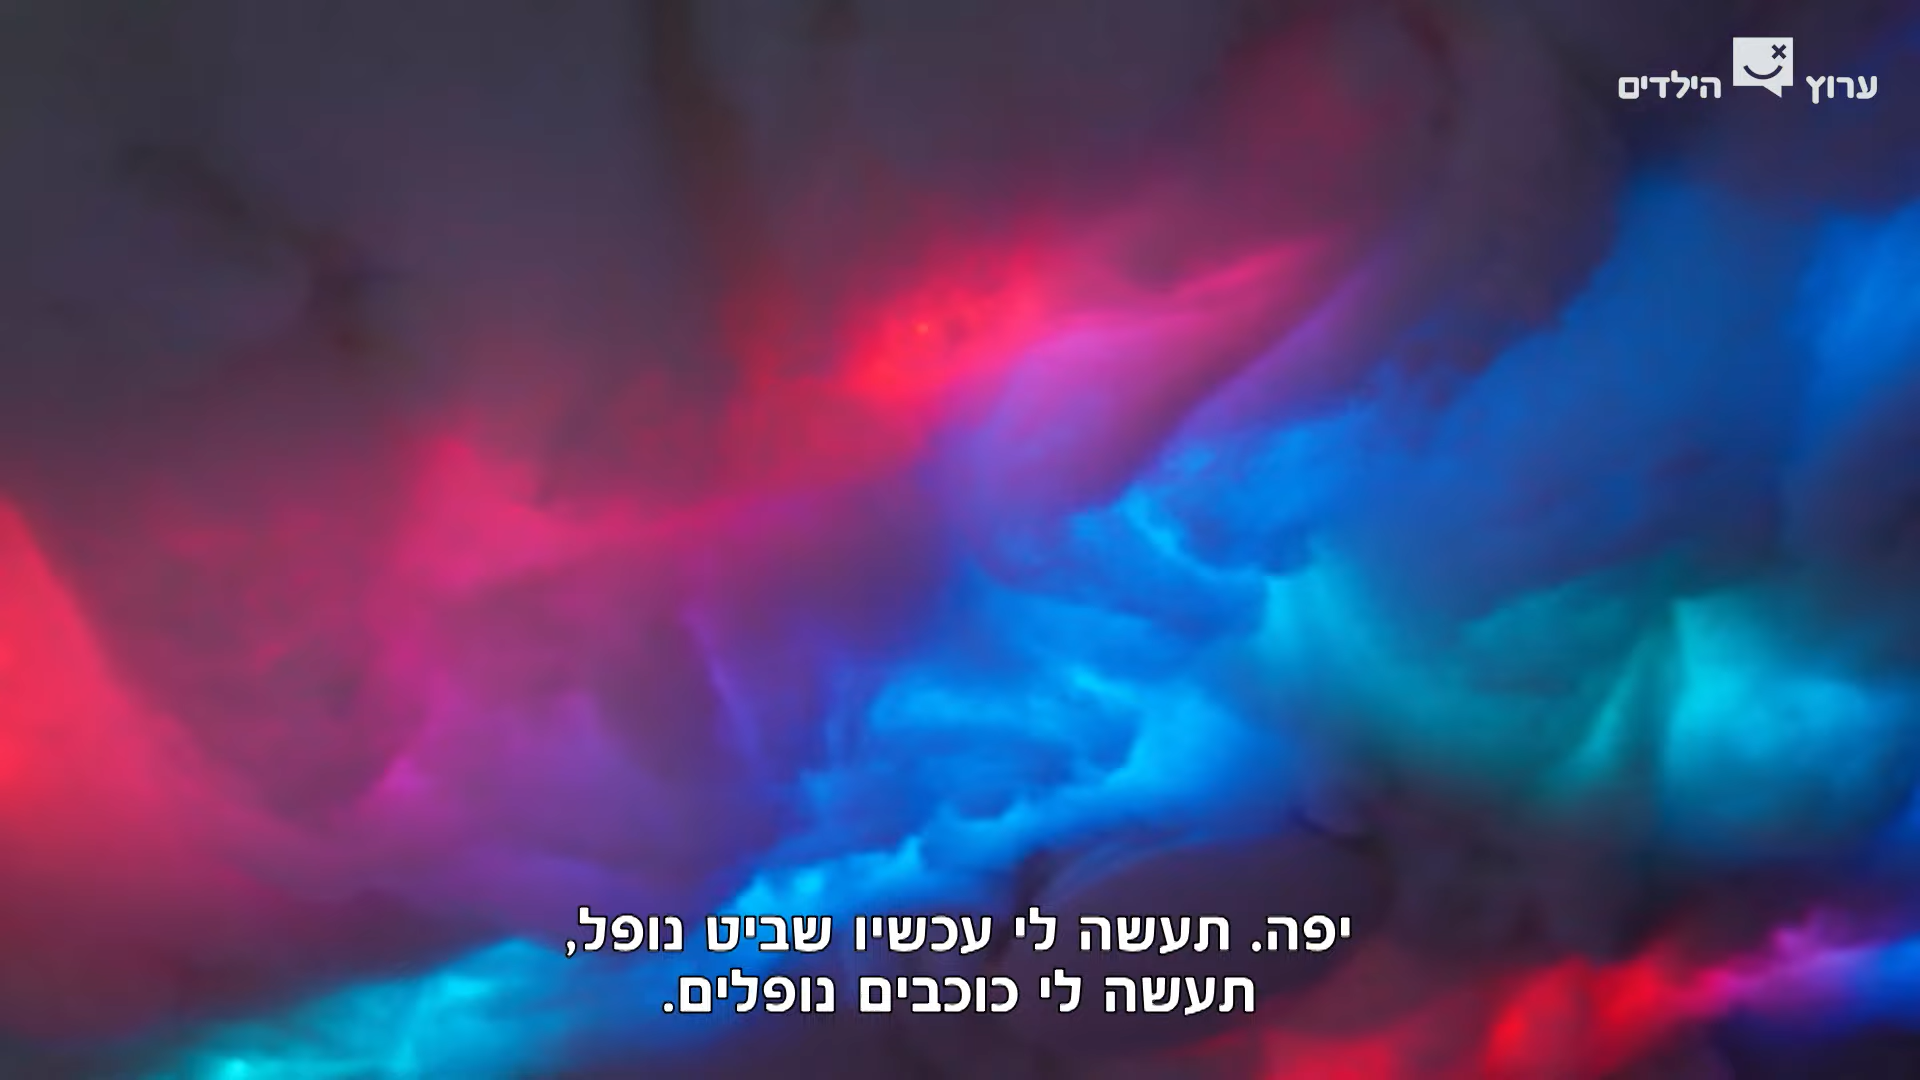 ערוץ הילדים
יפה. תעשה לי עכשיו שביט נופל,
תעשה לי כוכבים נופלים.